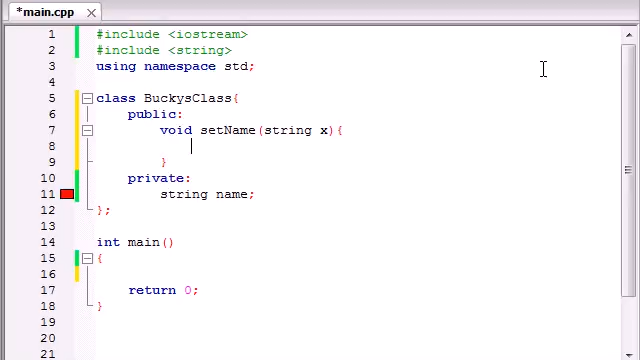 *main.cpp
1 #include <iostream>
2 #include <string>
3 using namespace std;
4
5 class BuckysClass{
6 public:
7 void setName(string x){
8
9 }
10 private:
11 string name;
12 };
13
14 int main()
15 {
16
17 return 0;
18 }
19
20
21